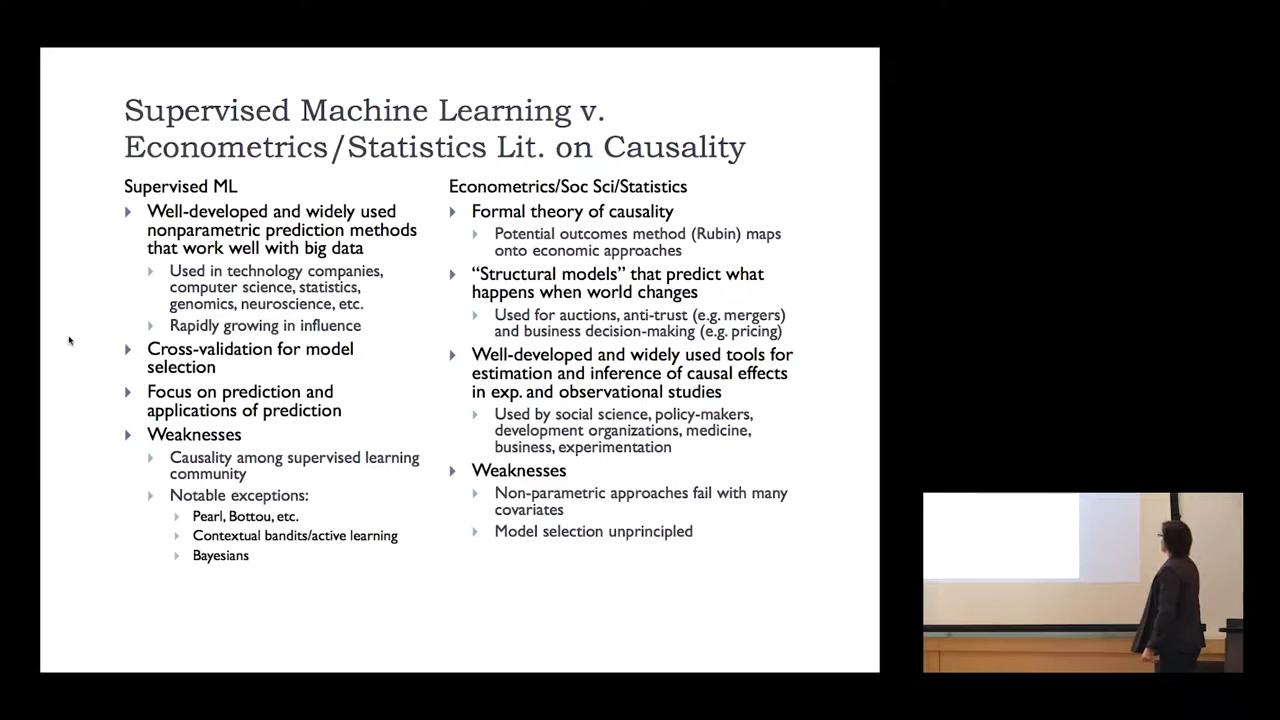 Supervised Machine Learning v.
Econometrics/Statistics Lit. on Causality
Supervised ML
Well-developed and widely used
nonparametric prediction methods
that work well with big data
Used in technology companies,
computer science, statistics,
genomics, neuroscience, etc.
Rapidly growing in influence
Cross-validation for model
selection
Focus on prediction and
applications of prediction
Weaknesses
Causality among supervised learning
community
Notable exceptions:
Pearl, Bottou, etc.
Contextual bandits/active learning
Bayesians
Econometrics/Soc Sci/Statistics
Formal theory of causality
Potential outcomes method (Rubin) maps
onto economic approaches
“Structural models” that predict what
happens when world changes
Used for auctions, anti-trust (e.g. mergers)
and business decision-making (e.g. pricing)
Well-developed and widely used tools for
estimation and inference of causal effects
in exp. and observational studies
Used by social science, policy-makers,
development organizations, medicine,
business, experimentation
Weaknesses
Non-parametric approaches fail with many
covariates
Model selection unprincipled